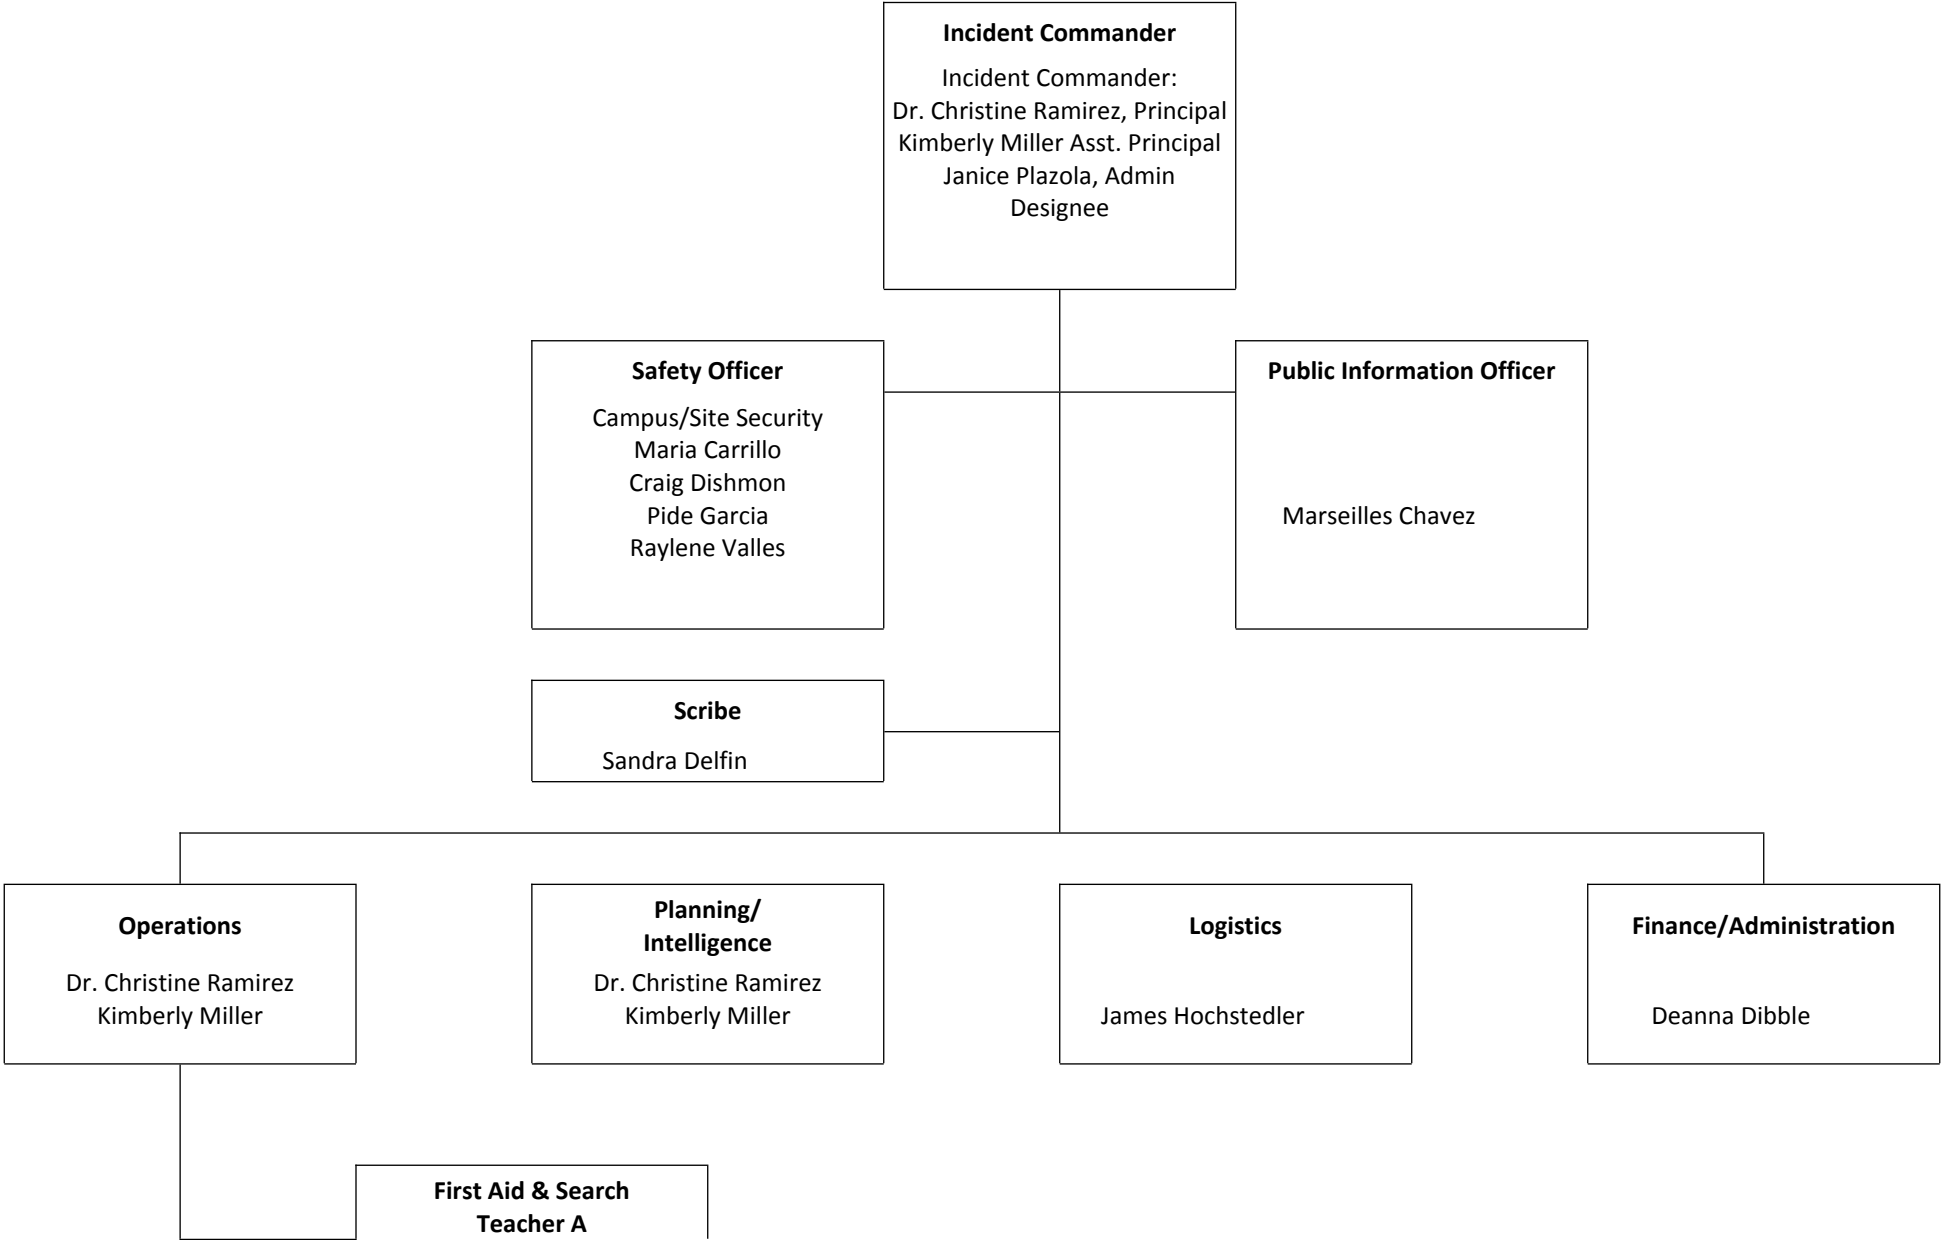 Incident Commander
Incident Commander:
Dr. Christine Ramirez, Principal
Kimberly Miller Asst. Principal
Janice Plazola, Admin
Designee
Safety Officer
Campus/Site Security
Maria Carrillo
Craig Dishmon
Pide Garcia
Raylene Valles
Public Information Officer
Marseilles Chavez
Scribe
Sandra Delfin
Operations
Dr. Christine Ramirez
Kimberly Miller
Planning/
Intelligence
Dr. Christine Ramirez
Kimberly Miller
Logistics
James Hochstedler
Finance/Administration
Deanna Dibble
First Aid & Search
Teacher A